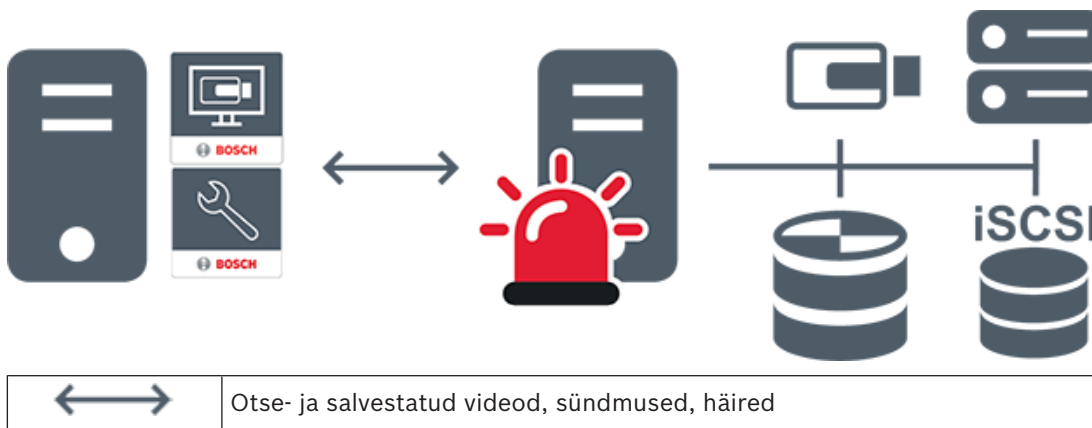 BOSCH
BOSCH
iSCSI
Otse- ja salvestatud videod, sündmused, häired